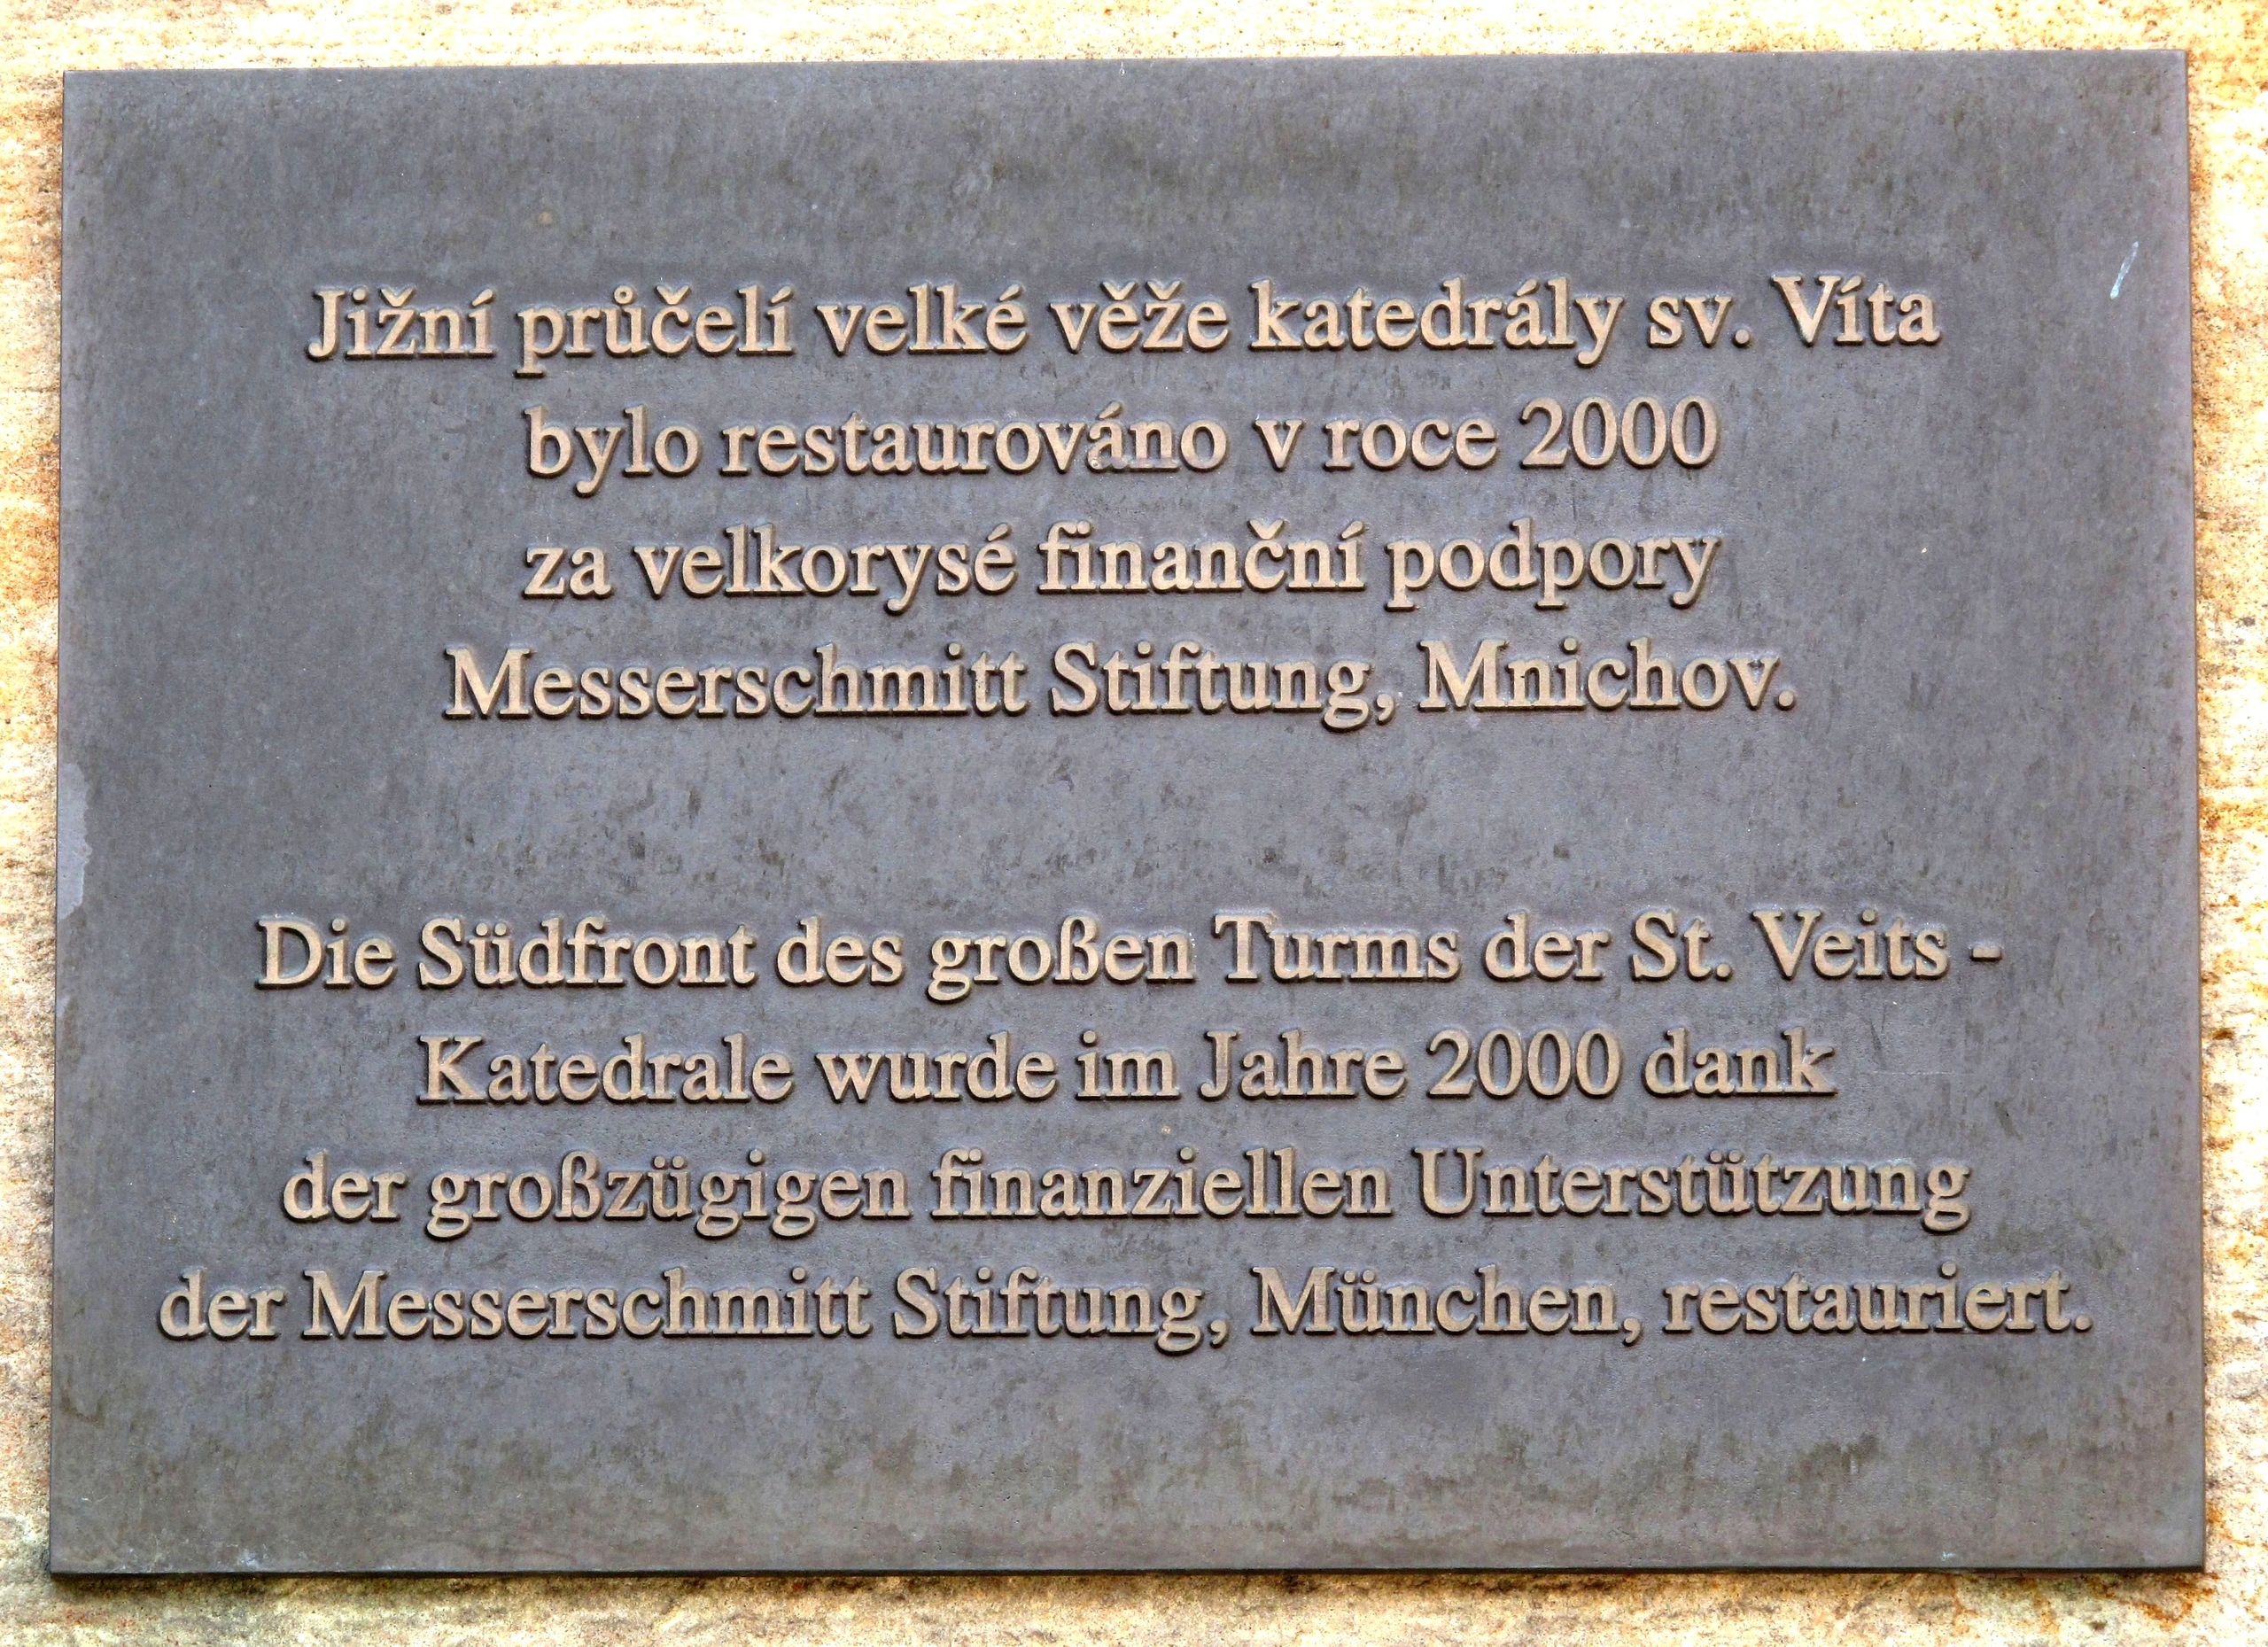 Jižní průčelí velké věže katedrály sv. Víta
bylo restaurováno v roce 2000
za velkorysé finanční podpory
Messerschmitt Stiftung, Mnichov.
Die Südfront des großen Turms der St. Veits -
Katedrale wurde im Jahre 2000 dank
der großzügigen finanziellen Unterstützung
der Messerschmitt Stiftung, München, restauriert.